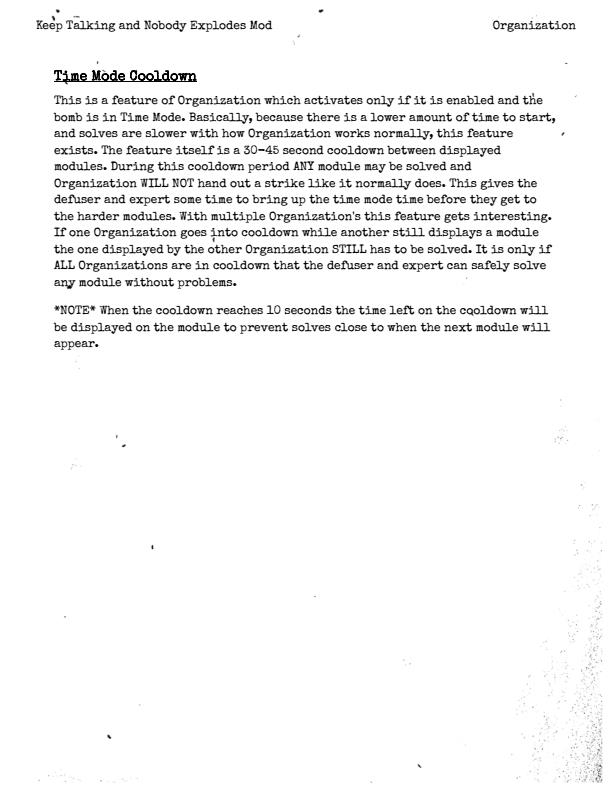 Keep Talking and Nobody Explodes Mod
Organization
Time Mode Cooldown
This is a feature of Organization which activates only if it is enabled and the
bomb is in Time Mode. Basically, because there is a lower amount of time to start,
and solves are slower with how Organization works normally, this feature
exists. The feature itself is a 30-45 second cooldown between displayed
modules. During this cooldown period ANY module may be solved and
Organization WILL NOT hand out a strike like it normally does. This gives the
defuser and expert some time to bring up the time mode time before they get to
the harder modules. With multiple Organization's this feature gets interesting.
If one Organization goes into cooldown while another still displays a module
the one displayed by the other Organization STILL has to be solved. It is only if
ALL Organizations are in cooldown that the defuser and expert can safely solve
any module without problems.
*NOTE* When the cooldown reaches 10 seconds the time left on the cooldown will
be displayed on the module to prevent solves close to when the next module will
appear.